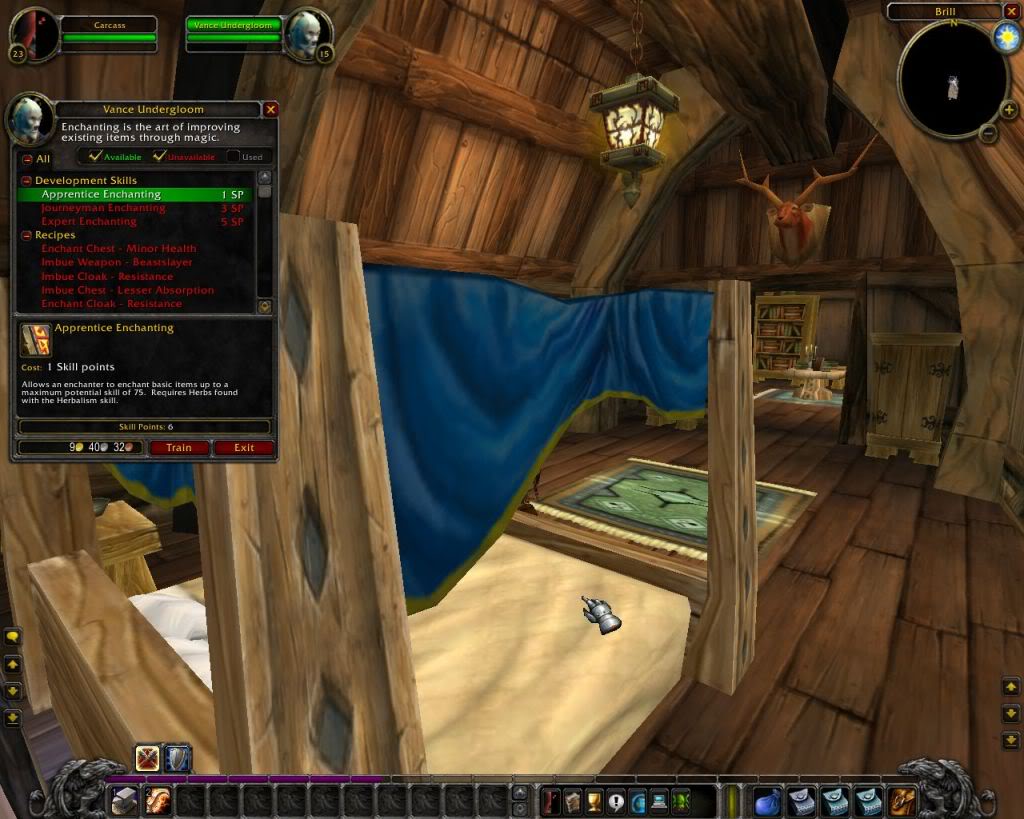 Carcass
23
Vance Undergloom
15
Brill
N
Vance Undergloom
Enchanting is the art of improving
existing items through magic.
All
Available
Unavailable
Used
Development Skills
Apprentice Enchanting 1 SP
Journeyman Enchanting 3 SP
Expert Enchanting 5 SP
Recipes
Enchant Chest - Minor Health
Imbue Weapon - Beastslayer
Imbue Cloak - Resistance
Imbue Chest - Lesser Absorption
Enchant Cloak - Resistance
Apprentice Enchanting
Cost: 1 Skill points
Allows an enchanter to enchant basic items up to a
maximum potential skill of 75. Requires Herbs found
with the Herbalism skill.
Skill Points: 6
9 40 32
Train
Exit